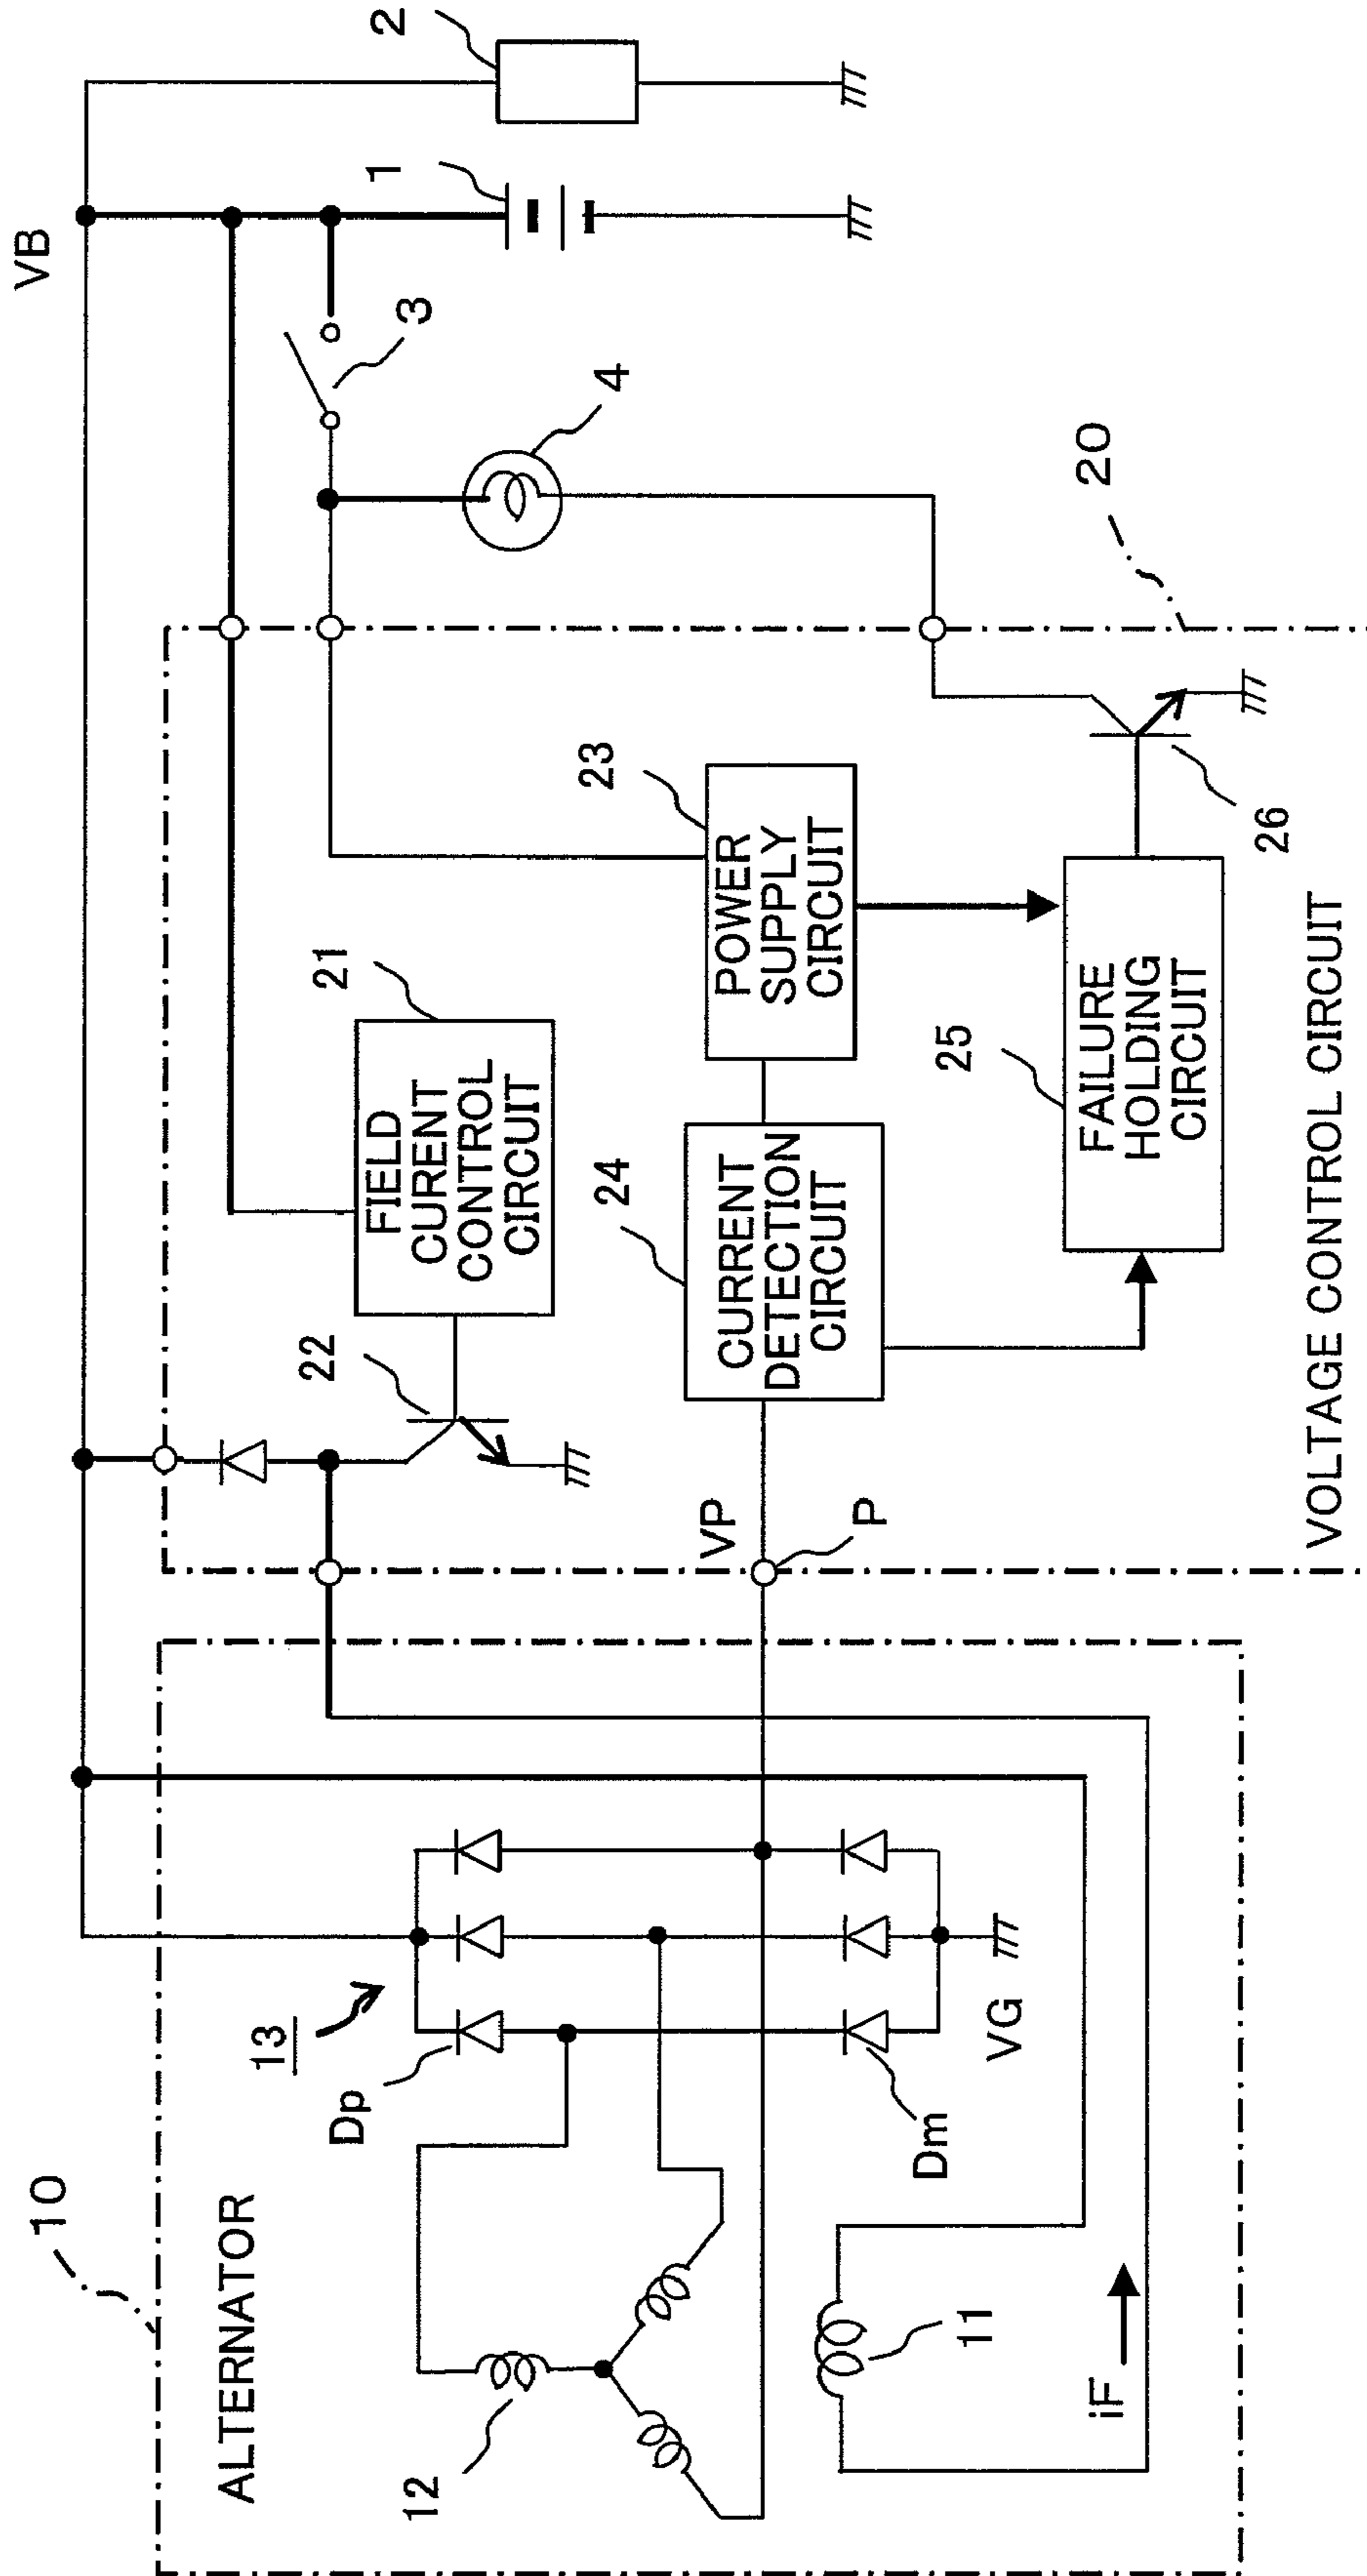 10
ALTERNATOR
12
13
Dp
Dm
VG
11
iF
VB
VP
P
22
21
FIELD
CURENT
CONTROL
CIRCUIT
24
CURRENT
DETECTION
CIRCUIT
23
POWER
SUPPLY
CIRCUIT
25
FAILURE
HOLDING
CIRCUIT
26
20
VOLTAGE CONTROL CIRCUIT
3
4
1
2